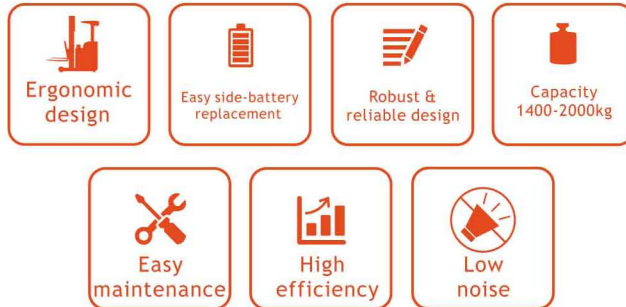 Ergonomic
design
Easy side-battery
replacement
Robust &
reliable design
Capacity
1400-2000kg
Easy
maintenance
High
efficiency
Low
noise